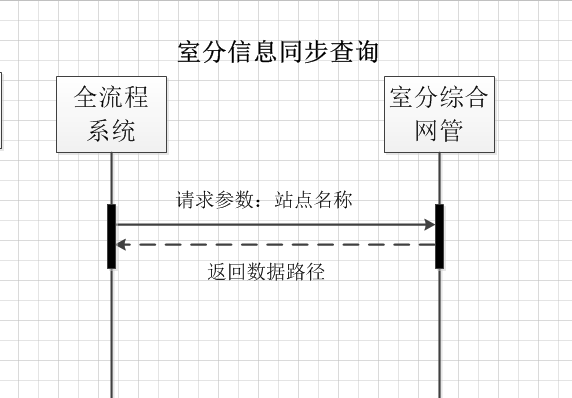 室分信息同步查询
全流程
系统
室分综合
网管
请求参数：站点名称
返回数据路径